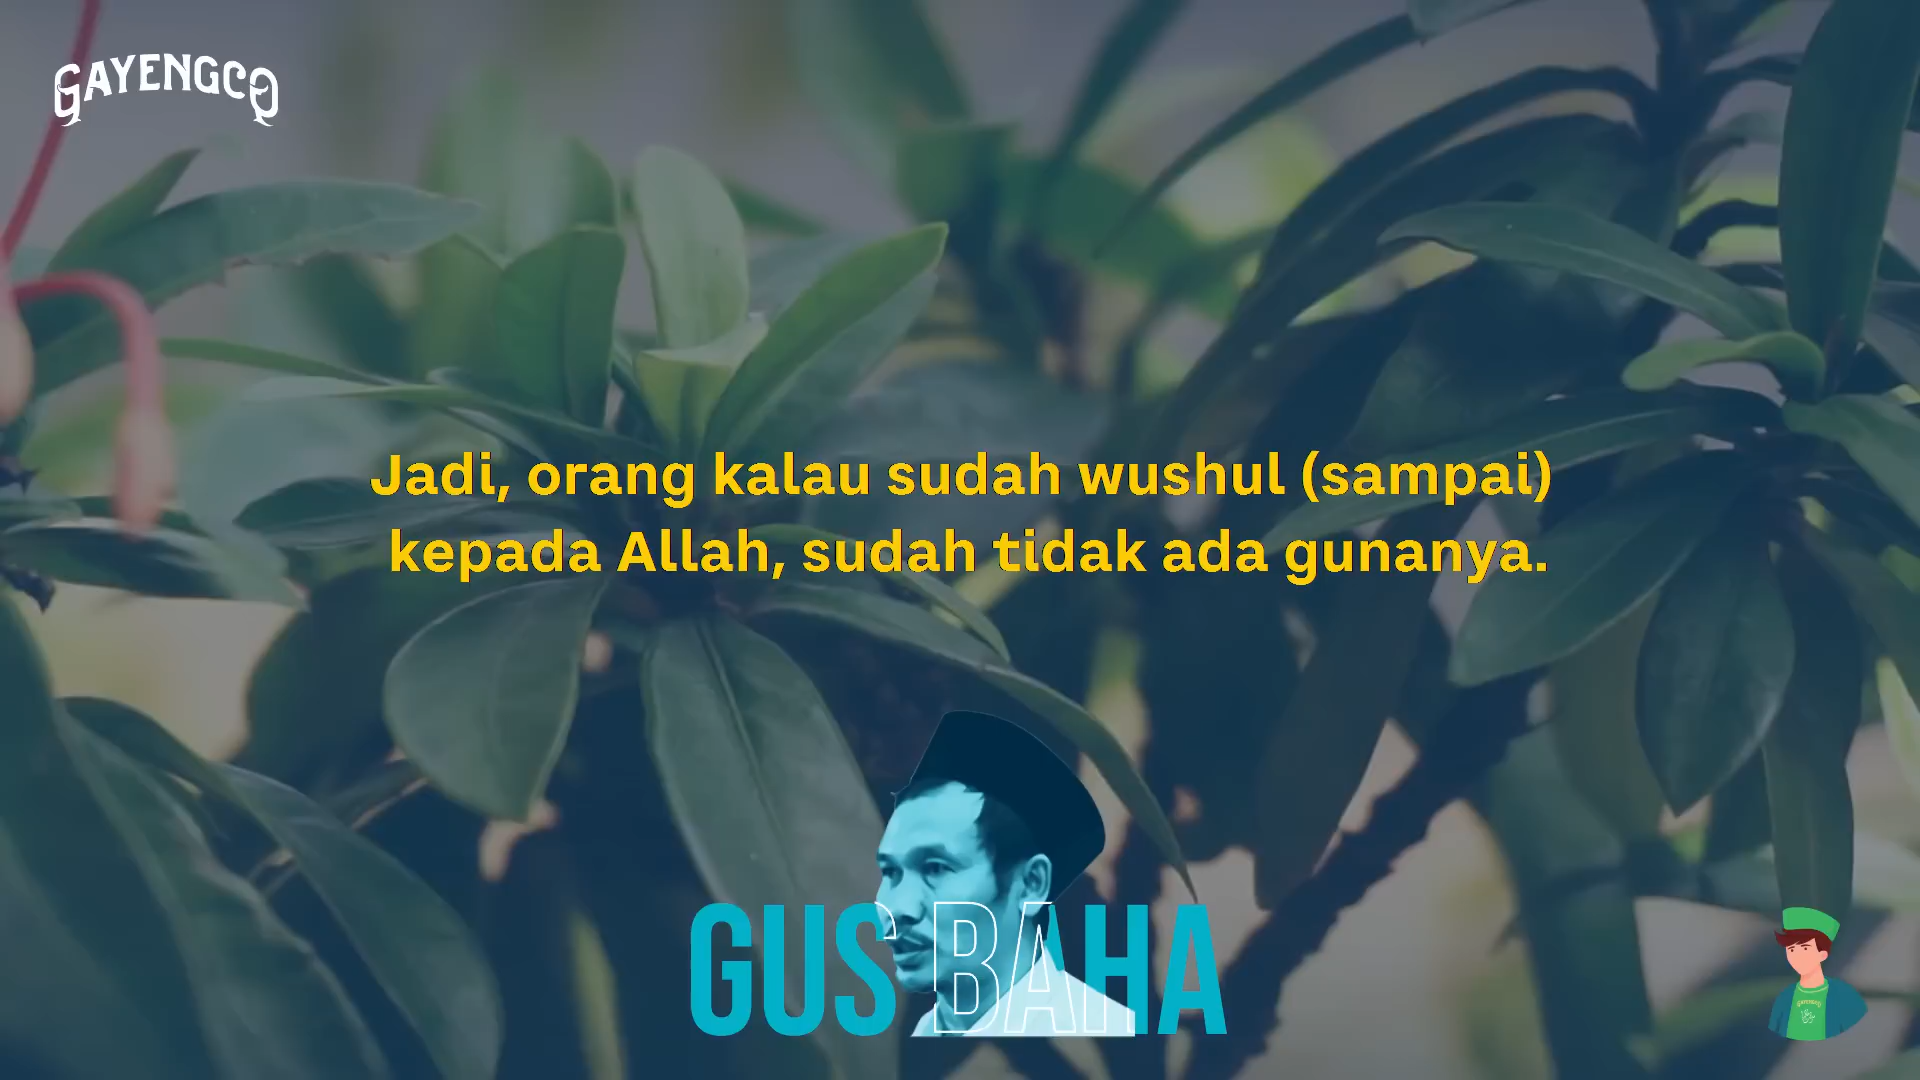 GAYENGCO
Jadi, orang kalau sudah wushul (sampai)
kepada Allah, sudah tidak ada gunanya.
GUS BAHA